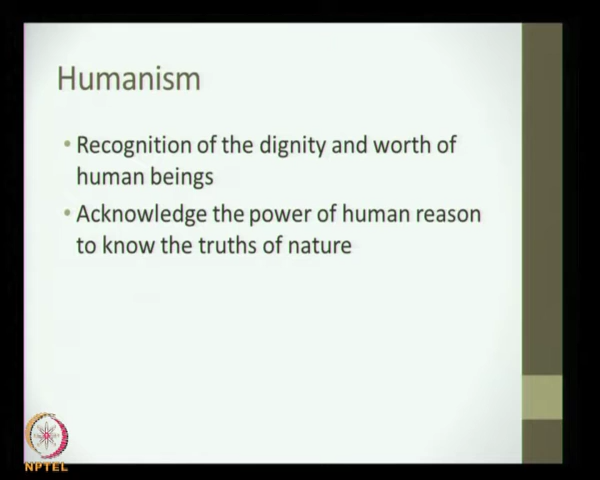 Humanism
• Recognition of the dignity and worth of
human beings
• Acknowledge the power of human reason
to know the truths of nature
NPTEL